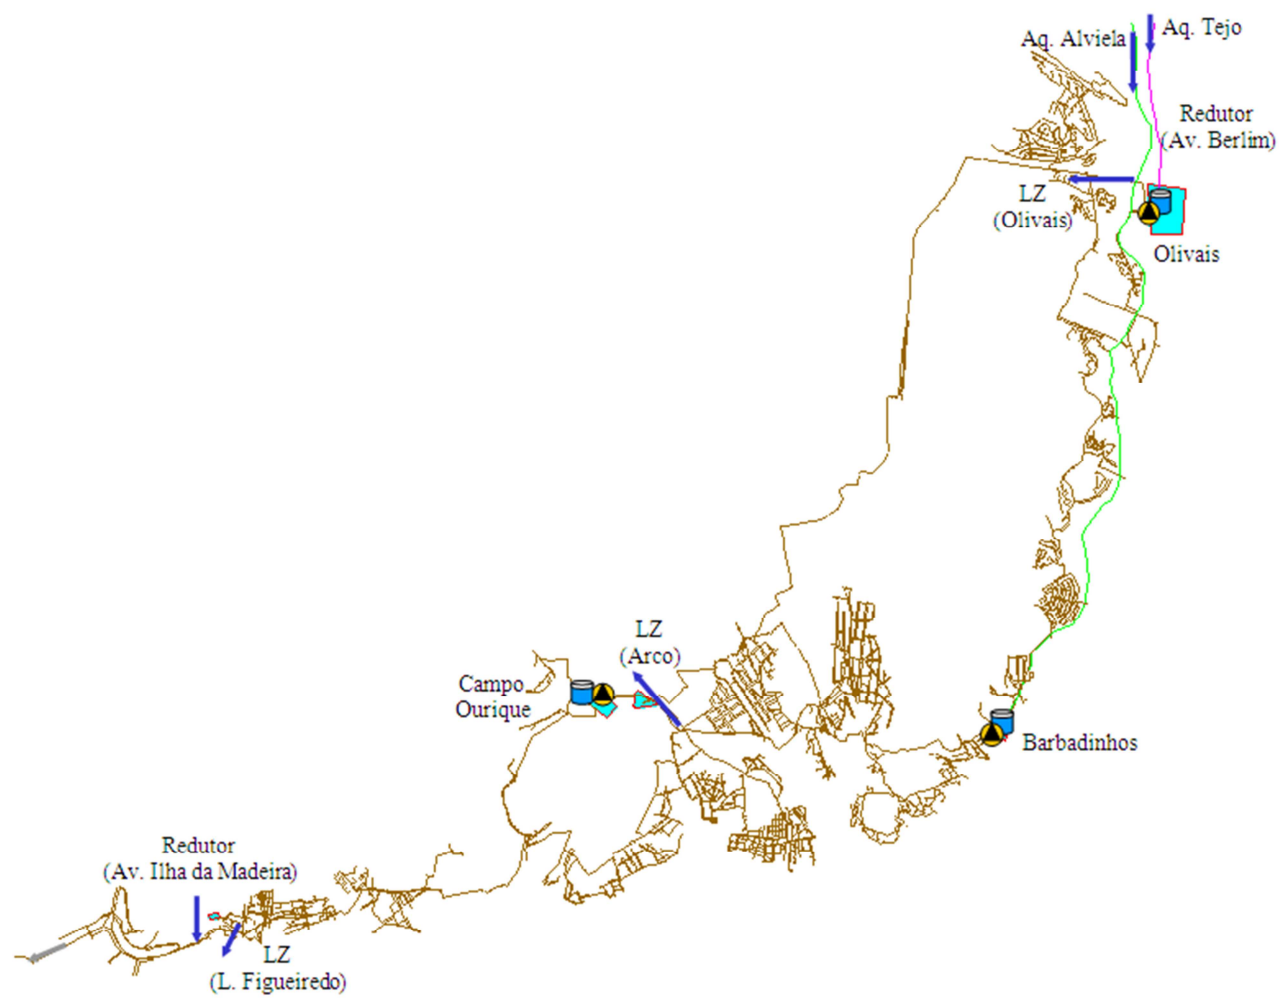 Aq. Tejo
Aq. Alviela
Redutor
(Av. Berlim)
LZ
(Olivais)
Olivais
LZ
(Arco)
Campo
Ourique
Barbadinhos
Redutor
(Av. Ilha da Madeira)
LZ
(L. Figueiredo)